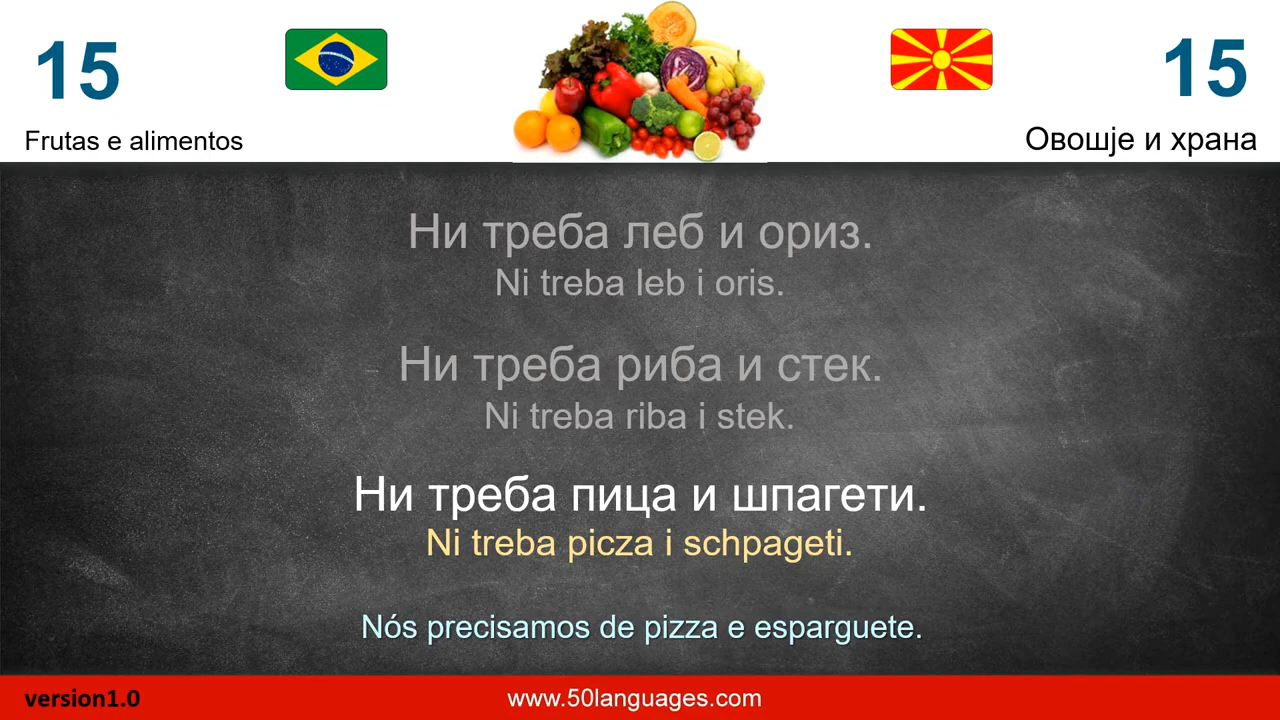 15
15
Frutas e alimentos
Овошје и храна
Ни треба леб и ориз.
Ni treba leb i oris.
Ни треба риба и стек.
Ni treba riba i stek.
Ни треба пица и шпагети.
Ni treba picza i schpageti.
Nós precisamos de pizza e esparguete.
version1.0
www.50languages.com